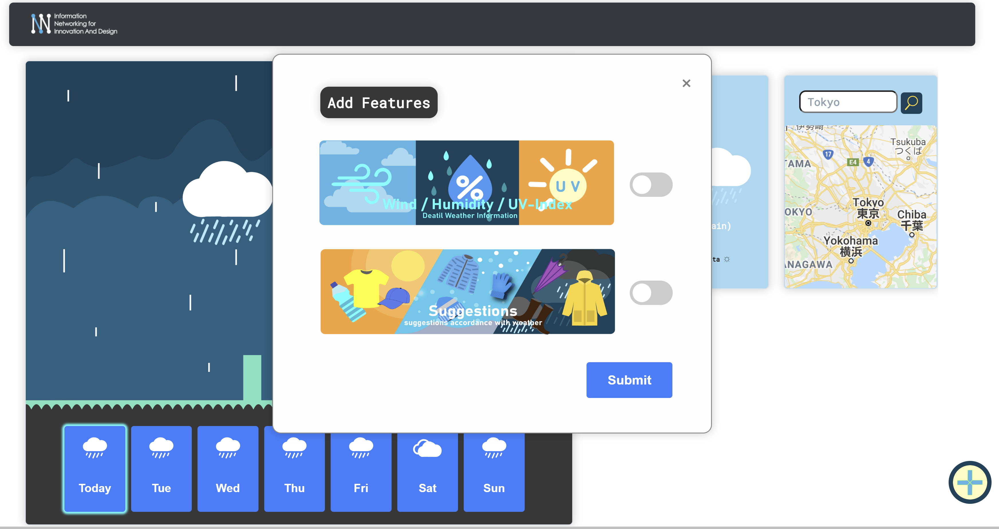 Information
Networking for
Innovation And Design
×
Add Features
UV
Wind / Humidity / UV-Index
Deatil Weather Information
Suggestions
suggestions accordance with weather
Submit
ain)
ta
Tokyo
伊勢崎
Tsukuba
つくば
17
E4
4
TAMA
Tokyo
東京
OKYO
Chiba
千葉
Yokohama
横浜
ANAGAWA
Today
Tue
Wed
Thu
Fri
Sat
Sun